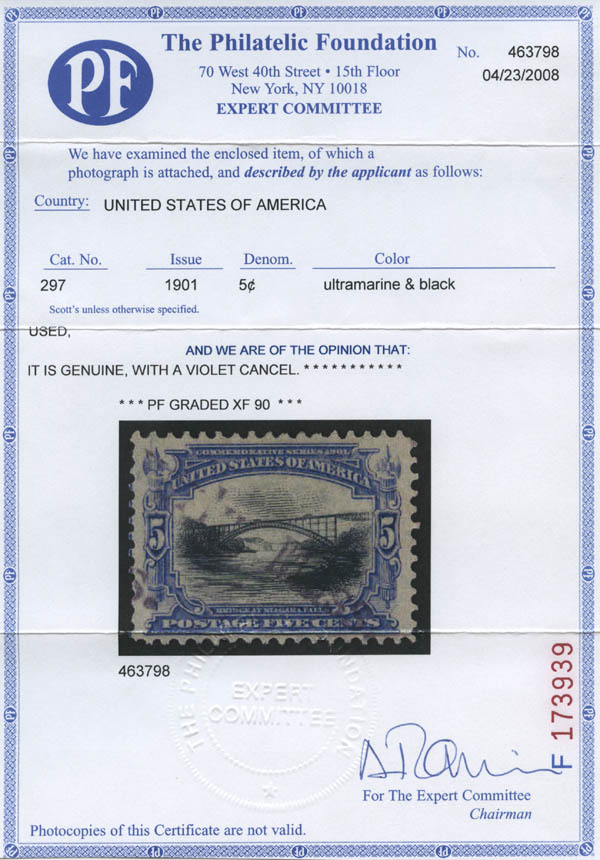 PF
The Philatelic Foundation
70 West 40th Street • 15th Floor
New York, NY 10018
EXPERT COMMITTEE
No. 463798
04/23/2008
We have examined the enclosed item, of which a
photograph is attached, and described by the applicant as follows:
Country: UNITED STATES OF AMERICA
Cat. No. Issue Denom. Color
297 1901 5¢ ultramarine & black
Scott's unless otherwise specified.
USED,
AND WE ARE OF THE OPINION THAT:
IT IS GENUINE, WITH A VIOLET CANCEL. * * * * * * * * * * *
* * * PF GRADED XF 90 * * *
COMMEMORATIVE SERIES 1901
UNITED STATES OF AMERICA
5 5
BRIDGE AT NIAGARA FALLS
POSTAGE FIVE CENTS
463798
THE PHILATELIC FOUNDATION
EXPERT
COMMITTEE
F 173939
For The Expert Committee
Chairman
Photocopies of this Certificate are not valid.